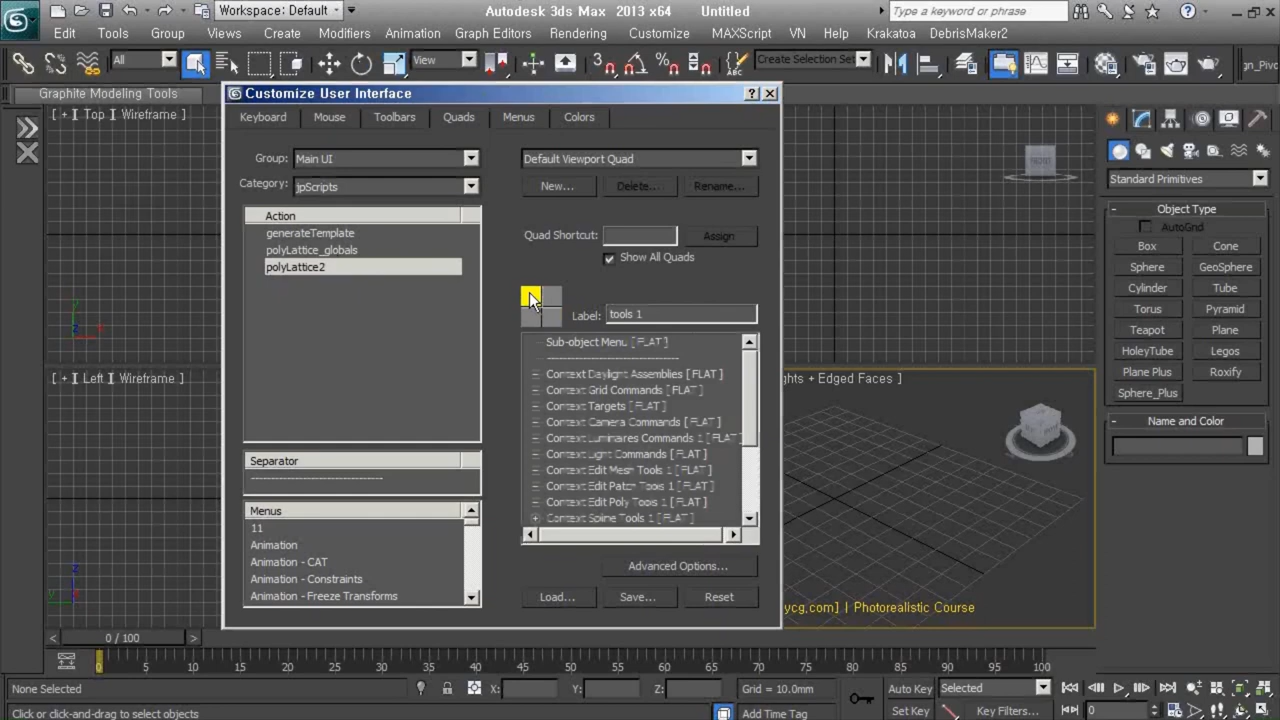 Workspace: Default
Autodesk 3ds Max 2013 x64 Untitled
Type a keyword or phrase
Edit Tools Group Views Create Modifiers Animation Graph Editors Rendering Customize MAXScript VN Help Krakatoa DebrisMaker2
All
View
Create Selection Set
Graphite Modeling Tools
[ + ] Top ] Wireframe ]
Customize User Interface
Keyboard Mouse Toolbars Quads Menus Colors
Group: Main UI
Category: jpScripts
Action
generateTemplate
polyLattice_globals
polyLattice2
Separator
Menus
11
Animation
Animation - CAT
Animation - Constraints
Animation - Freeze Transforms
Default Viewport Quad
New... Delete... Rename...
Quad Shortcut: Assign
Show All Quads
Label: tools 1
Sub-object Menu [ FLAT ]
Context Daylight Assemblies [ FLAT ]
Context Grid Commands [ FLAT ]
Context Targets [ FLAT ]
Context Camera Commands [ FLAT ]
Context Luminaires Commands 1 [ FLAT
Context Light Commands [ FLAT ]
Context Edit Mesh Tools 1 [ FLAT ]
Context Edit Patch Tools 1 [ FLAT ]
Context Edit Poly Tools 1 [ FLAT ]
Context Spline Tools 1 [ FLAT ]
Advanced Options...
Load... Save... Reset
[ + ] Left ] Wireframe ]
hts + Edged Faces ]
FRONT
ycg.com] | Photorealistic Course
Standard Primitives
Object Type
AutoGrid
Box Cone
Sphere GeoSphere
Cylinder Tube
Torus Pyramid
Teapot Plane
HoleyTube Legos
Plane Plus Roxify
Sphere_Plus
Name and Color
0 / 100
0 5 10 15 20 25 30 35 40 45 50 55 60 65 70 75 80 85 90 95 100
None Selected X: Y: Z: Grid = 10.0mm Auto Key Selected
Click or click-and-drag to select objects Add Time Tag Set Key Key Filters... 0